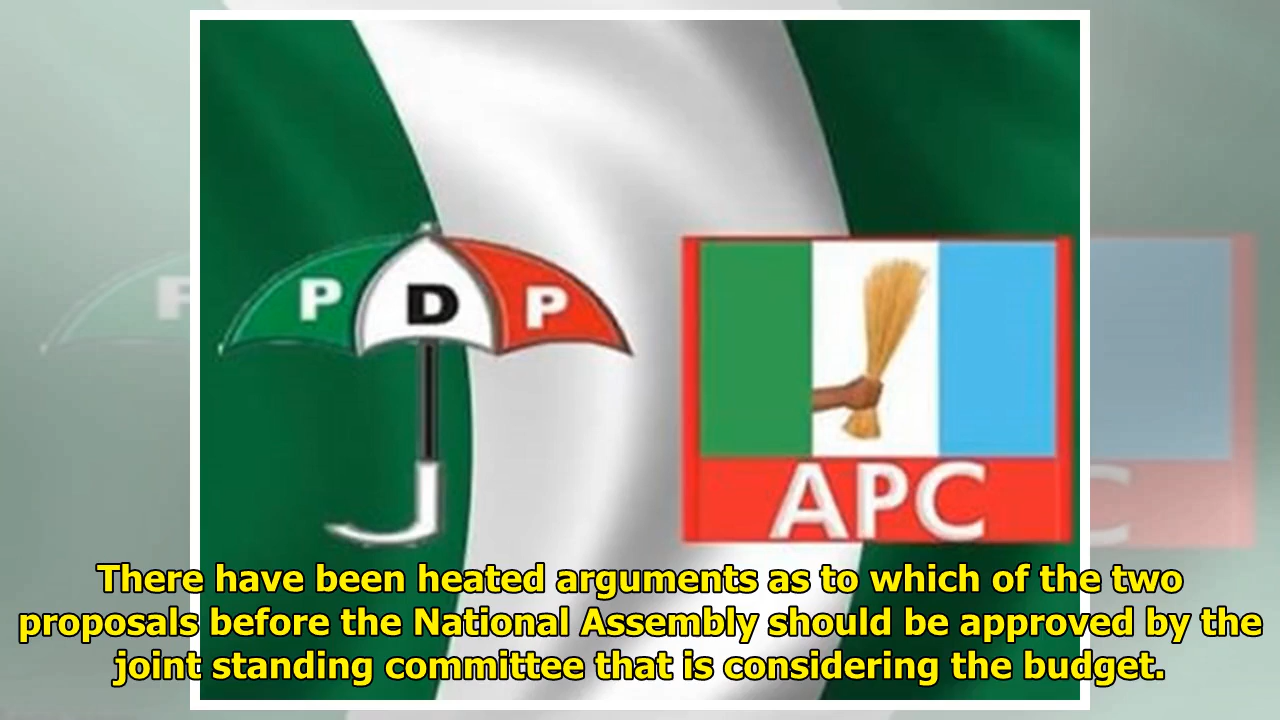 P D P
APC
There have been heated arguments as to which of the two
proposals before the National Assembly should be approved by the
joint standing committee that is considering the budget.